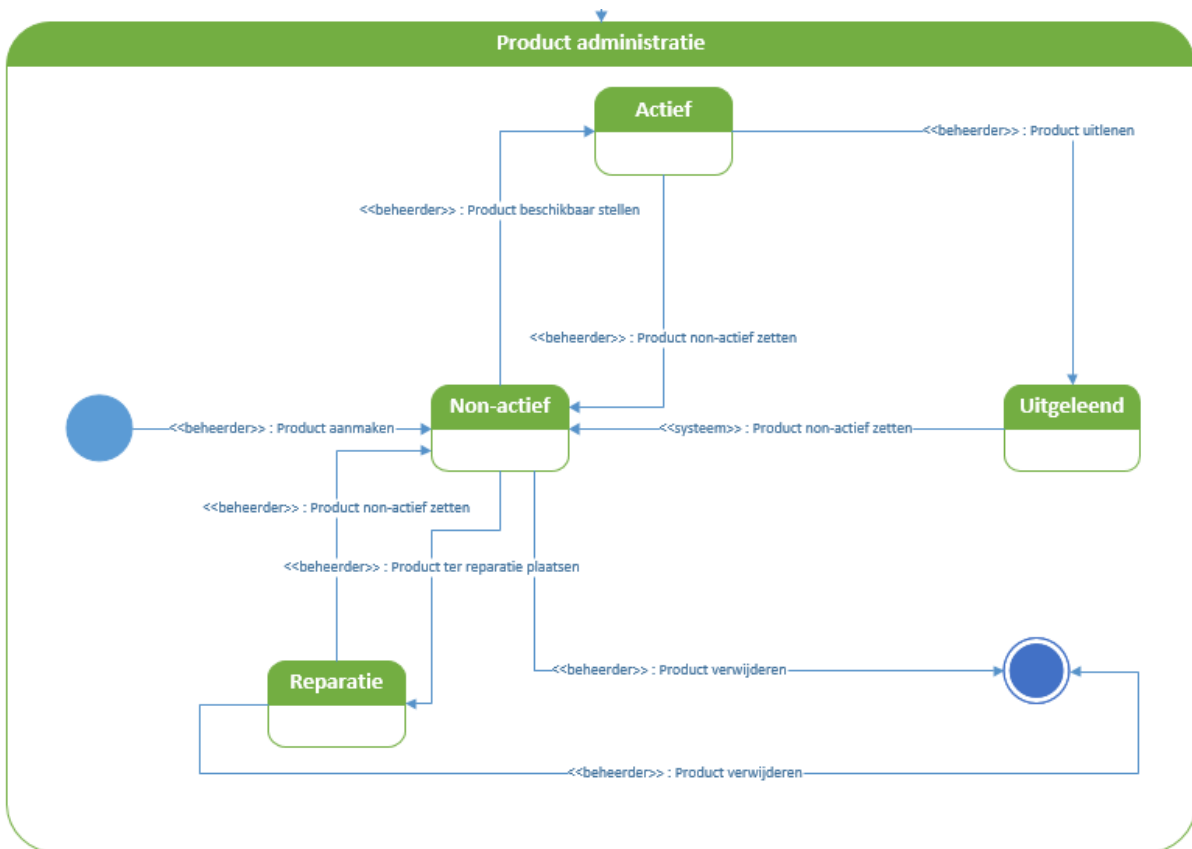 Product administratie
Actief
<<beheerder>> : Product uitlenen
<<beheerder>> : Product beschikbaar stellen
<<beheerder>> : Product non-actief zetten
Non-actief
Uitgeleend
<<beheerder>> : Product aanmaken
<<systeem>> : Product non-actief zetten
<<beheerder>> : Product non-actief zetten
<<beheerder>> : Product ter reparatie plaatsen
<<beheerder>> : Product verwijderen
Reparatie
<<beheerder>> : Product verwijderen